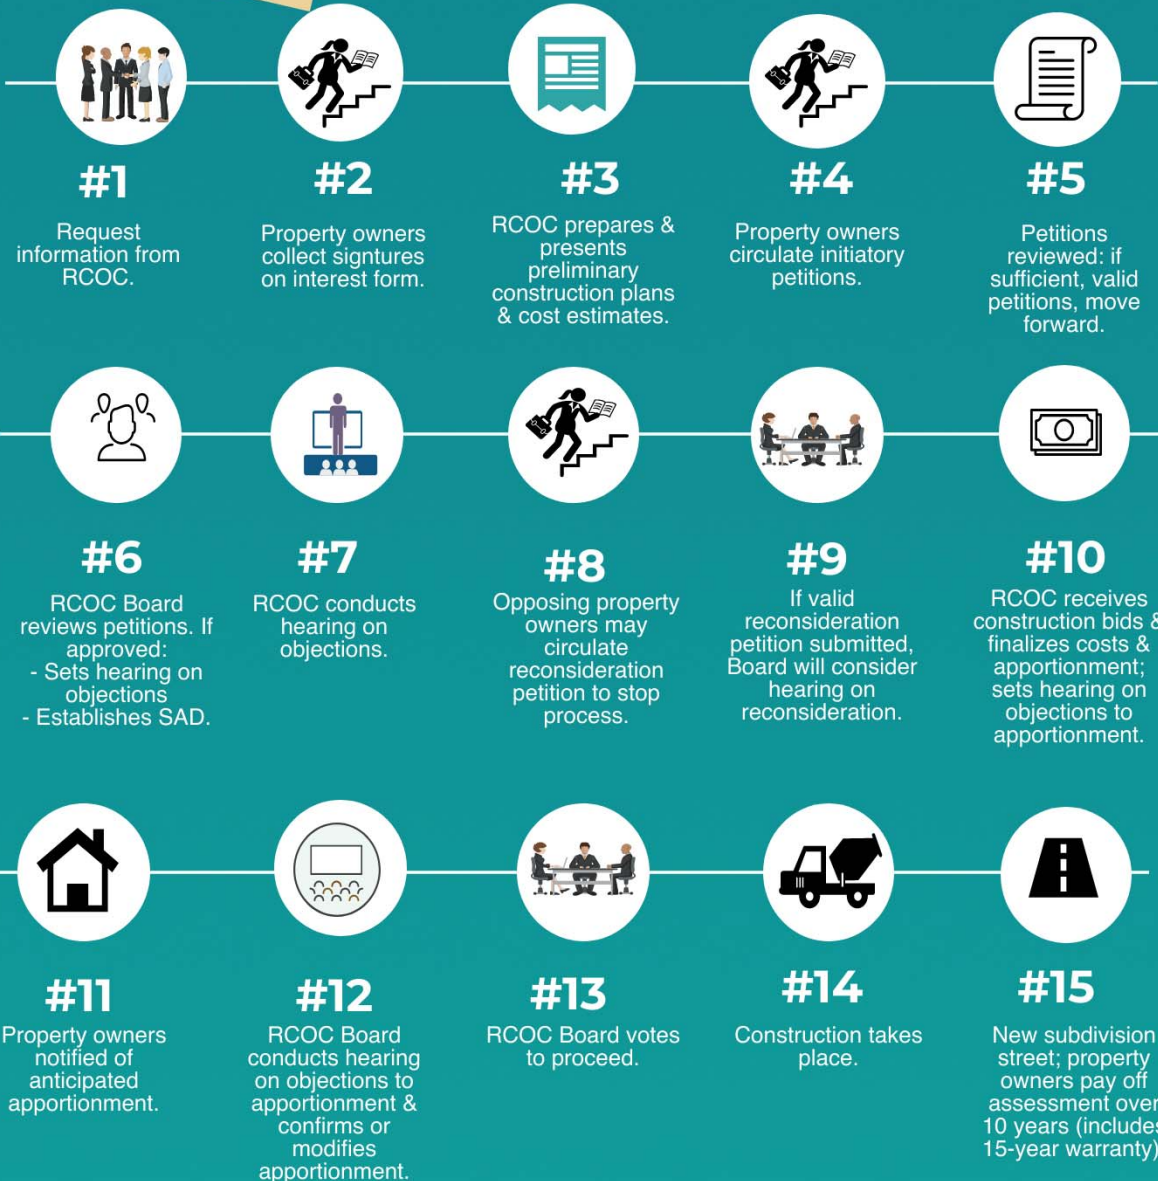 #1
Request
information from
RCOC.
#2
Property owners
collect signtures
on interest form.
#3
RCOC prepares &
presents
preliminary
construction plans
& cost estimates.
#4
Property owners
circulate initiatory
petitions.
#5
Petitions
reviewed: if
sufficient, valid
petitions, move
forward.
#6
RCOC Board
reviews petitions. If
approved:
- Sets hearing on
objections
- Establishes SAD.
#7
RCOC conducts
hearing on
objections.
#8
Opposing property
owners may
circulate
reconsideration
petition to stop
process.
#9
If valid
reconsideration
petition submitted,
Board will consider
hearing on
reconsideration.
#10
RCOC receives
construction bids &
finalizes costs &
apportionment;
sets hearing on
objections to
apportionment.
#11
Property owners
notified of
anticipated
apportionment.
#12
RCOC Board
conducts hearing
on objections to
apportionment &
confirms or
modifies
apportionment.
#13
RCOC Board votes
to proceed.
#14
Construction takes
place.
#15
New subdivision
street; property
owners pay off
assessment over
10 years (includes
15-year warranty)